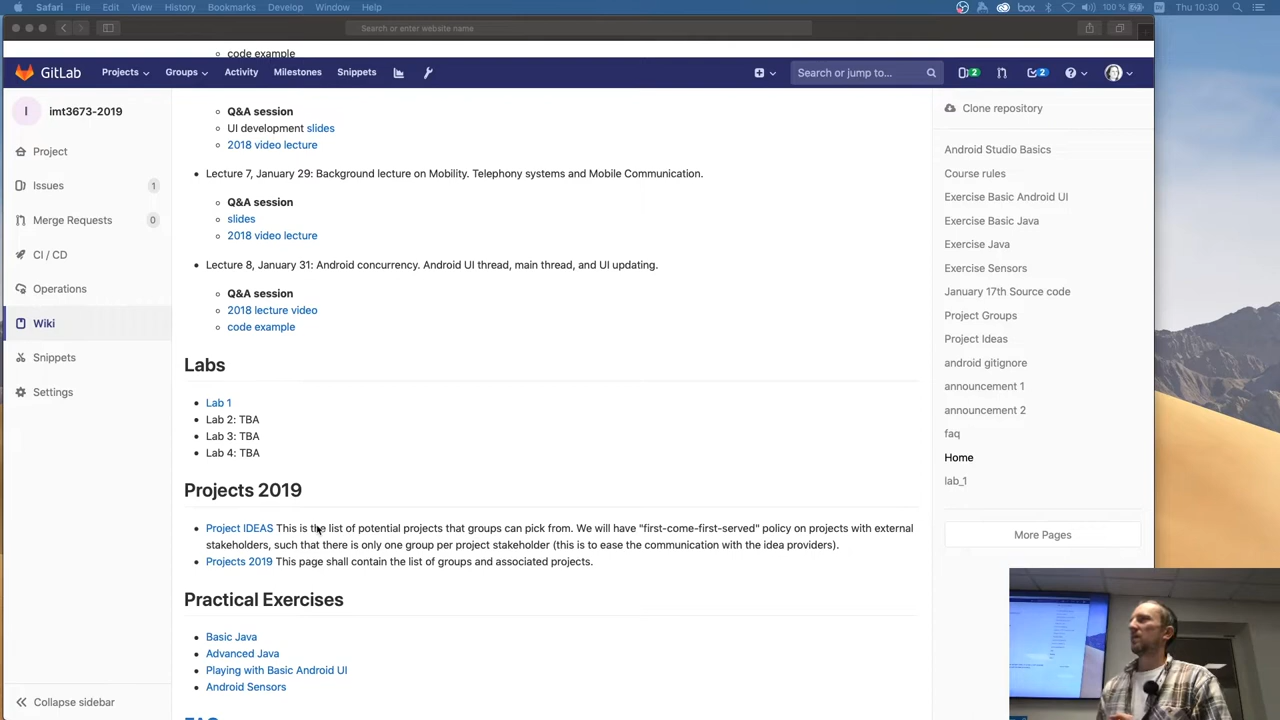 Safari File Edit View History Bookmarks Develop Window Help box 100 % Thu 10:30
Search or enter website name
code example
GitLab Projects Groups Activity Milestones Snippets Search or jump to... 2 2
I imt3673-2019
Project
Issues 1
Merge Requests 0
CI / CD
Operations
Wiki
Snippets
Settings
Collapse sidebar
Q&A session
UI development slides
2018 video lecture
Lecture 7, January 29: Background lecture on Mobility. Telephony systems and Mobile Communication.
Q&A session
slides
2018 video lecture
Lecture 8, January 31: Android concurrency. Android UI thread, main thread, and UI updating.
Q&A session
2018 lecture video
code example
Labs
Lab 1
Lab 2: TBA
Lab 3: TBA
Lab 4: TBA
Projects 2019
Project IDEAS This is the list of potential projects that groups can pick from. We will have "first-come-first-served" policy on projects with external
stakeholders, such that there is only one group per project stakeholder (this is to ease the communication with the idea providers).
Projects 2019 This page shall contain the list of groups and associated projects.
Practical Exercises
Basic Java
Advanced Java
Playing with Basic Android UI
Android Sensors
Clone repository
Android Studio Basics
Course rules
Exercise Basic Android UI
Exercise Basic Java
Exercise Java
Exercise Sensors
January 17th Source code
Project Groups
Project Ideas
android gitignore
announcement 1
announcement 2
faq
Home
lab_1
More Pages